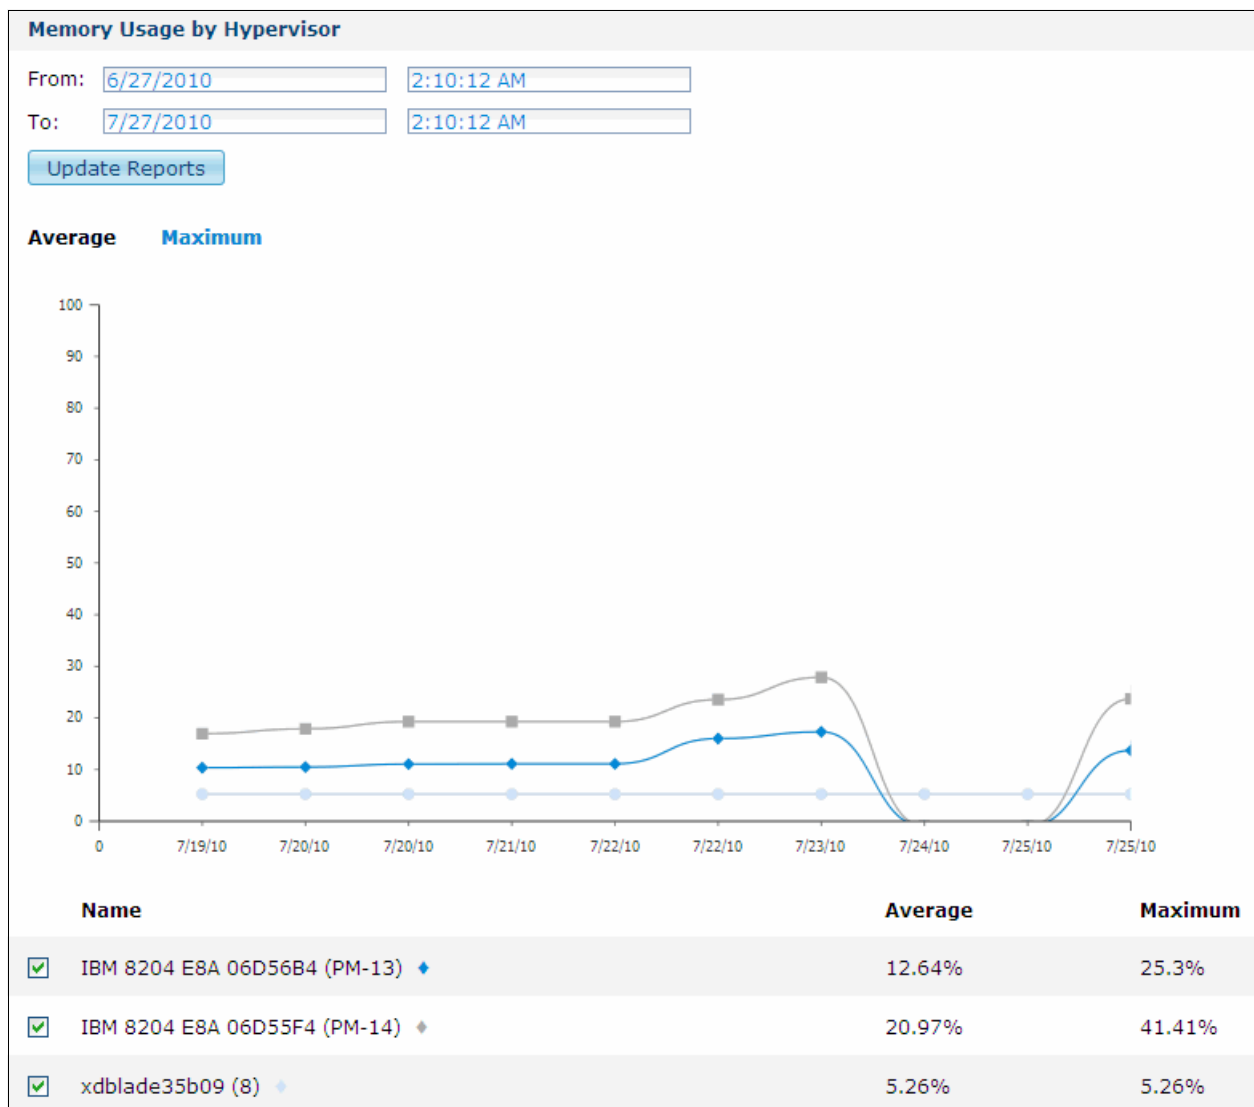 Memory Usage by Hypervisor
From: 6/27/2010 2:10:12 AM
To: 7/27/2010 2:10:12 AM
Update Reports
Average Maximum
100
90
80
70
60
50
40
30
20
10
0
0 7/19/10 7/20/10 7/20/10 7/21/10 7/22/10 7/22/10 7/23/10 7/24/10 7/25/10 7/25/10
Name Average Maximum
IBM 8204 E8A 06D56B4 (PM-13) 12.64% 25.3%
IBM 8204 E8A 06D55F4 (PM-14) 20.97% 41.41%
xdblade35b09 (8) 5.26% 5.26%